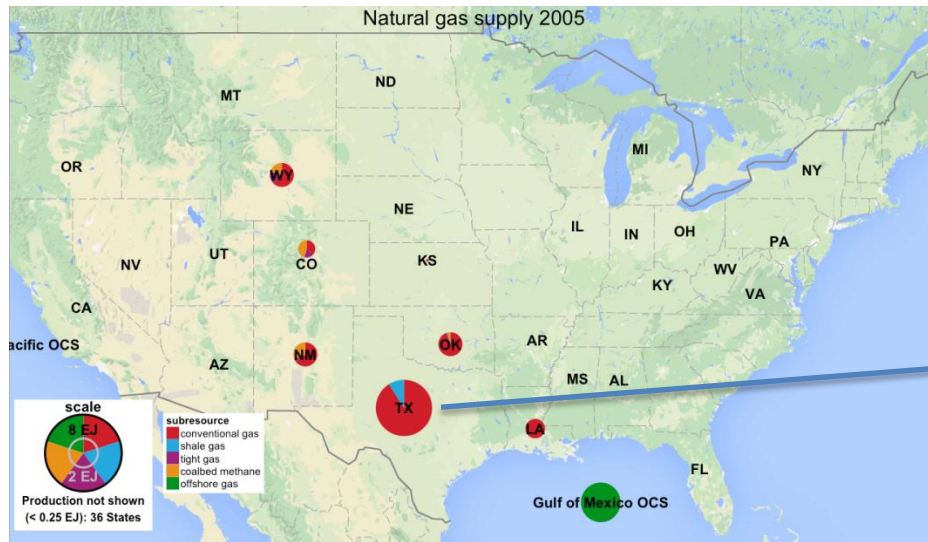 Natural gas supply 2005
ND
MT
MI
OR
WY
NY
NE
IL
IN
OH
PA
UT
CO
NV
KS
WV
KY
VA
CA
acific OCS
OK
AR
NM
AZ
MS
AL
TX
LA
FL
Gulf of Mexico OCS
scale
8 EJ
2 EJ
Production not shown
(< 0.25 EJ): 36 States
subresource
conventional gas
shale gas
tight gas
coalbed methane
offshore gas